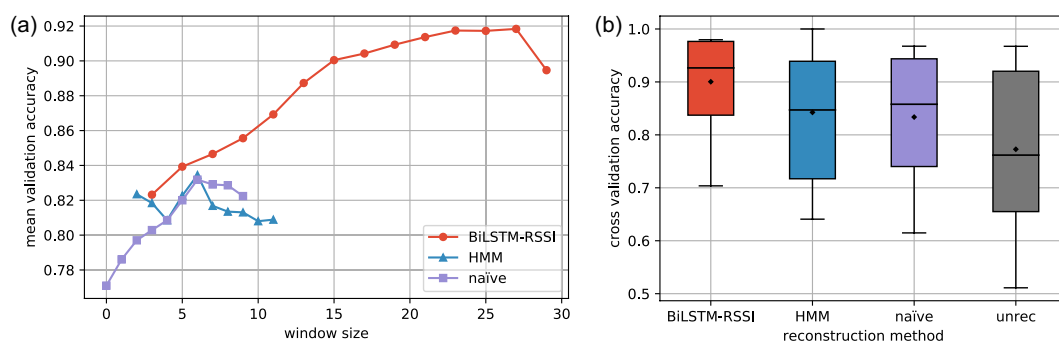 (a)
mean validation accuracy
0.92
0.90
0.88
0.86
0.84
0.82
0.80
0.78
0 5 10 15 20 25 30
window size
BiLSTM-RSSI
HMM
naïve
(b)
cross validation accuracy
1.0
0.9
0.8
0.7
0.6
0.5
BiLSTM-RSSI HMM naïve unrec
reconstruction method